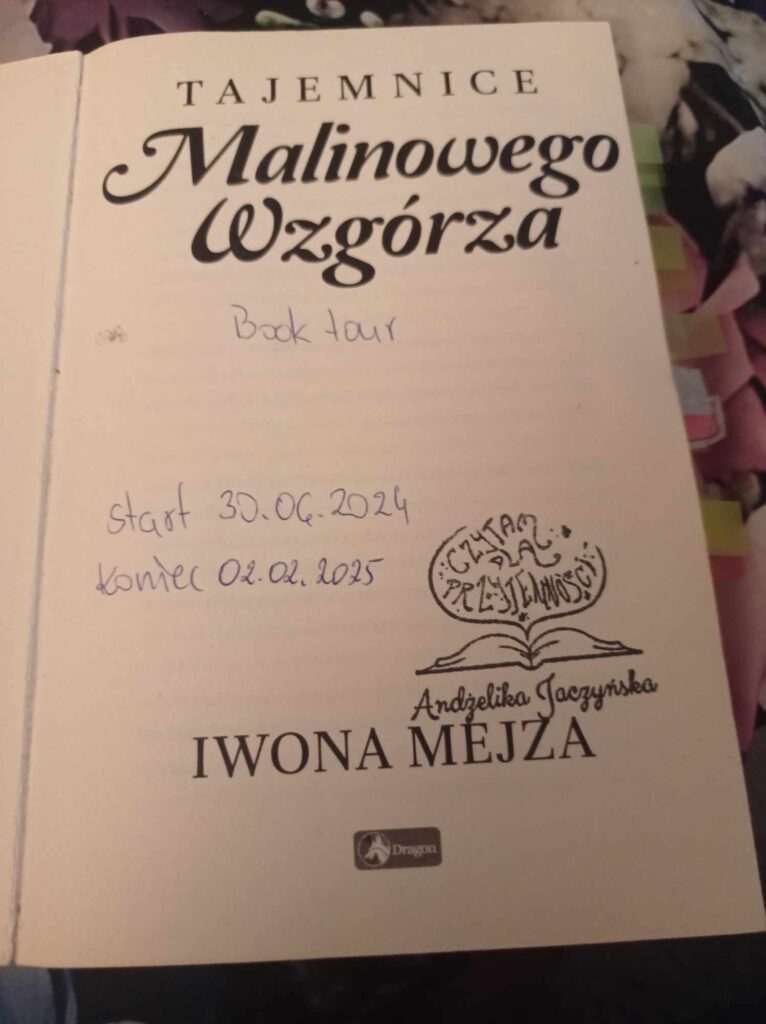 TAJEMNICE
Malinowego
Wzgórza
Book tour
start 30.06.2024
koniec 02.02.2025
CZYTAM
DLA
PRZYJEMNOŚCI
Andżelika Jaczyńska
IWONA MEJZA
Dragon